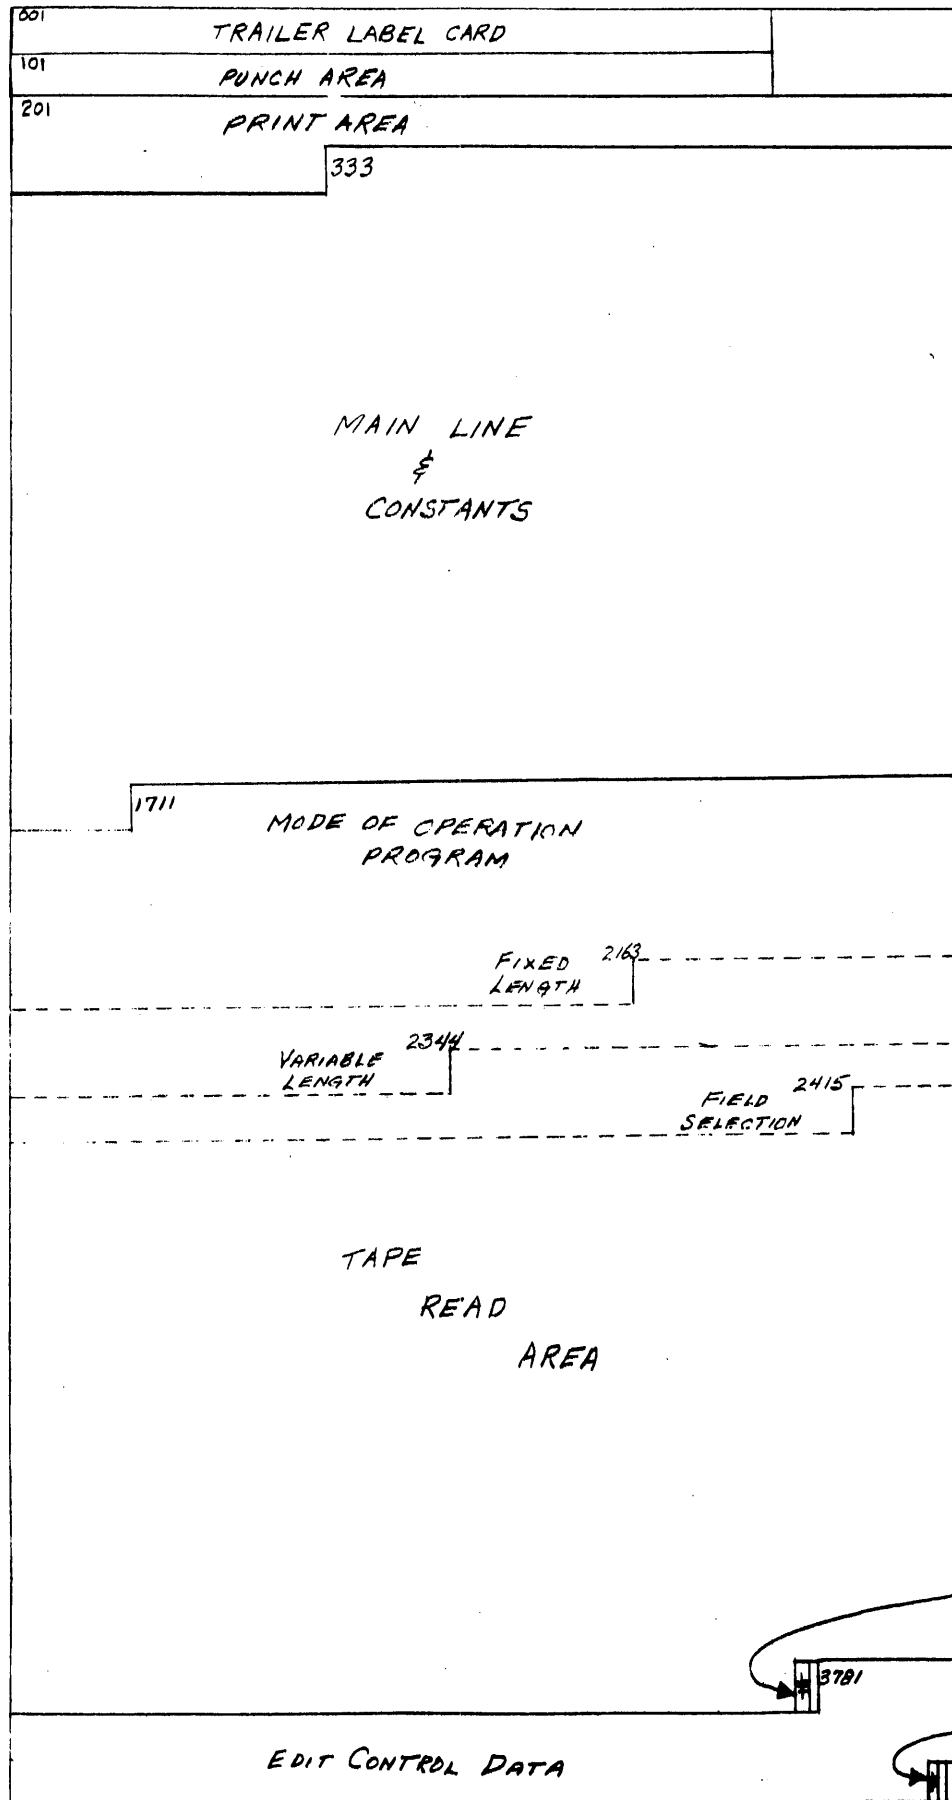 001
TRAILER LABEL CARD
101
PUNCH AREA
201
PRINT AREA
333
MAIN LINE
&
CONSTANTS
1711
MODE OF OPERATION
PROGRAM
FIXED 2163
LENGTH
VARIABLE 2344
LENGTH
FIELD 2415
SELECTION
TAPE
READ
AREA
3781
EDIT CONTROL DATA